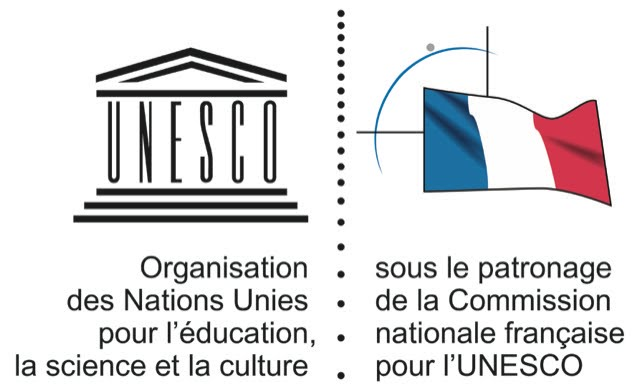 UNESCO
Organisation
des Nations Unies
pour l’éducation,
la science et la culture
sous le patronage
de la Commission
nationale française
pour l’UNESCO